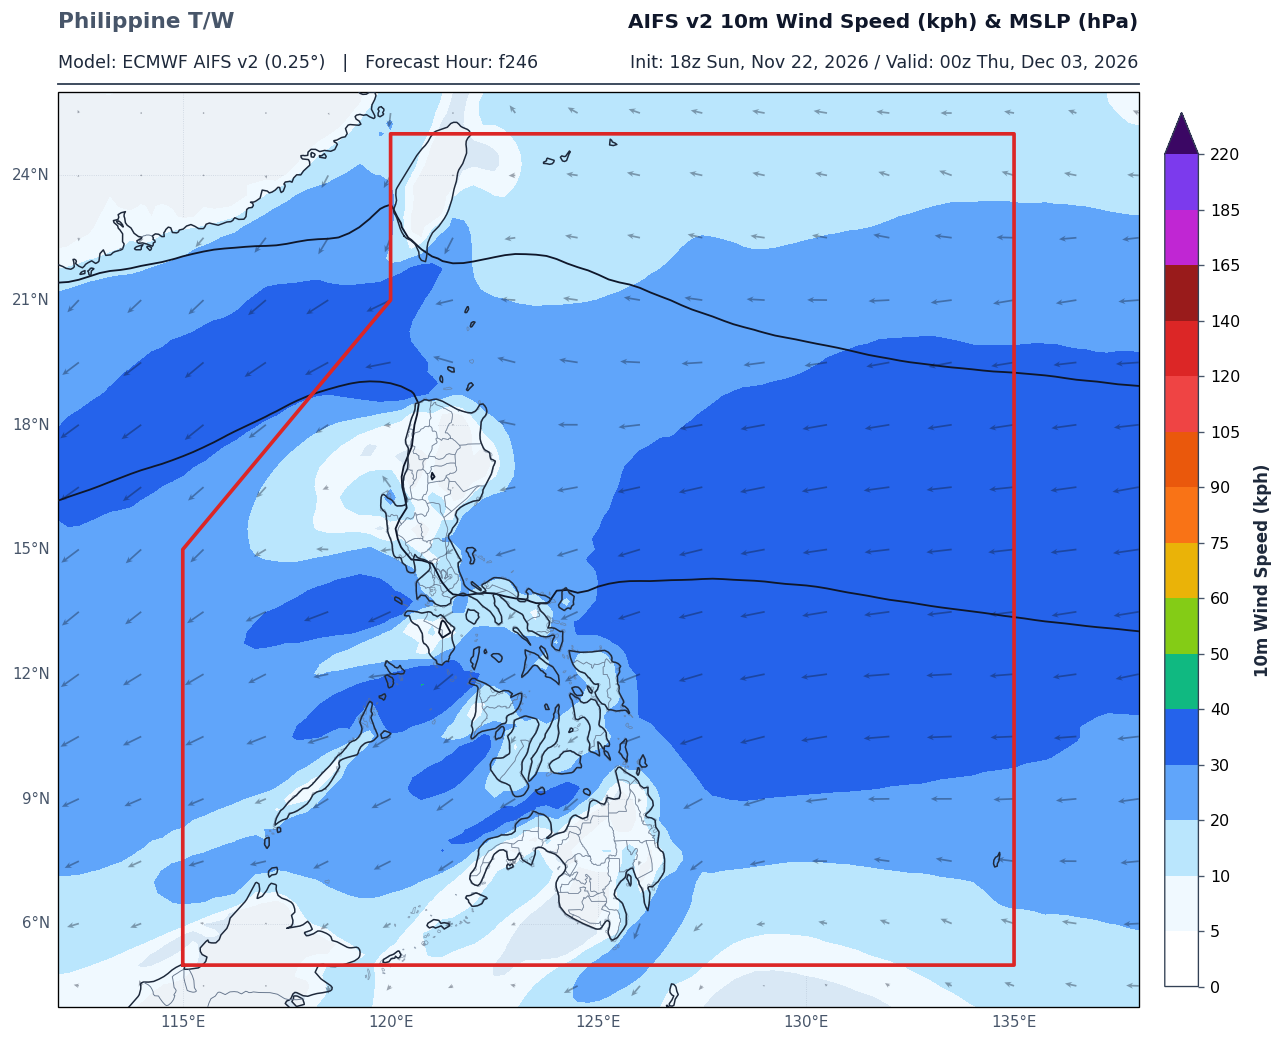 Philippine T/W
AIFS v2 10m Wind Speed (kph) & MSLP (hPa)
Model: ECMWF AIFS v2 (0.25°) | Forecast Hour: f246
Init: 18z Sun, Nov 22, 2026 / Valid: 00z Thu, Dec 03, 2026
24°N
21°N
18°N
15°N
12°N
9°N
6°N
115°E
120°E
125°E
130°E
135°E
220
185
165
140
120
105
90
75
60
50
40
30
20
10
5
0
10m Wind Speed (kph)